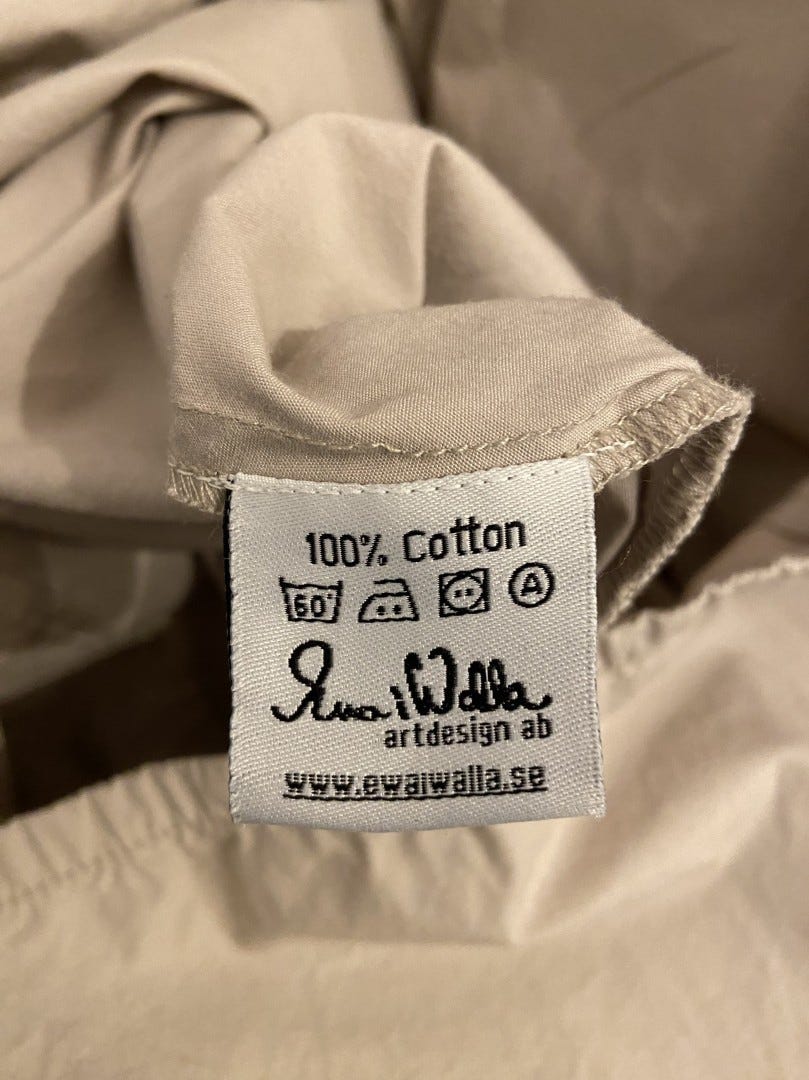 100% Cotton
60° A
Ewa i Walla
artdesign ab
www.ewaiwalla.se